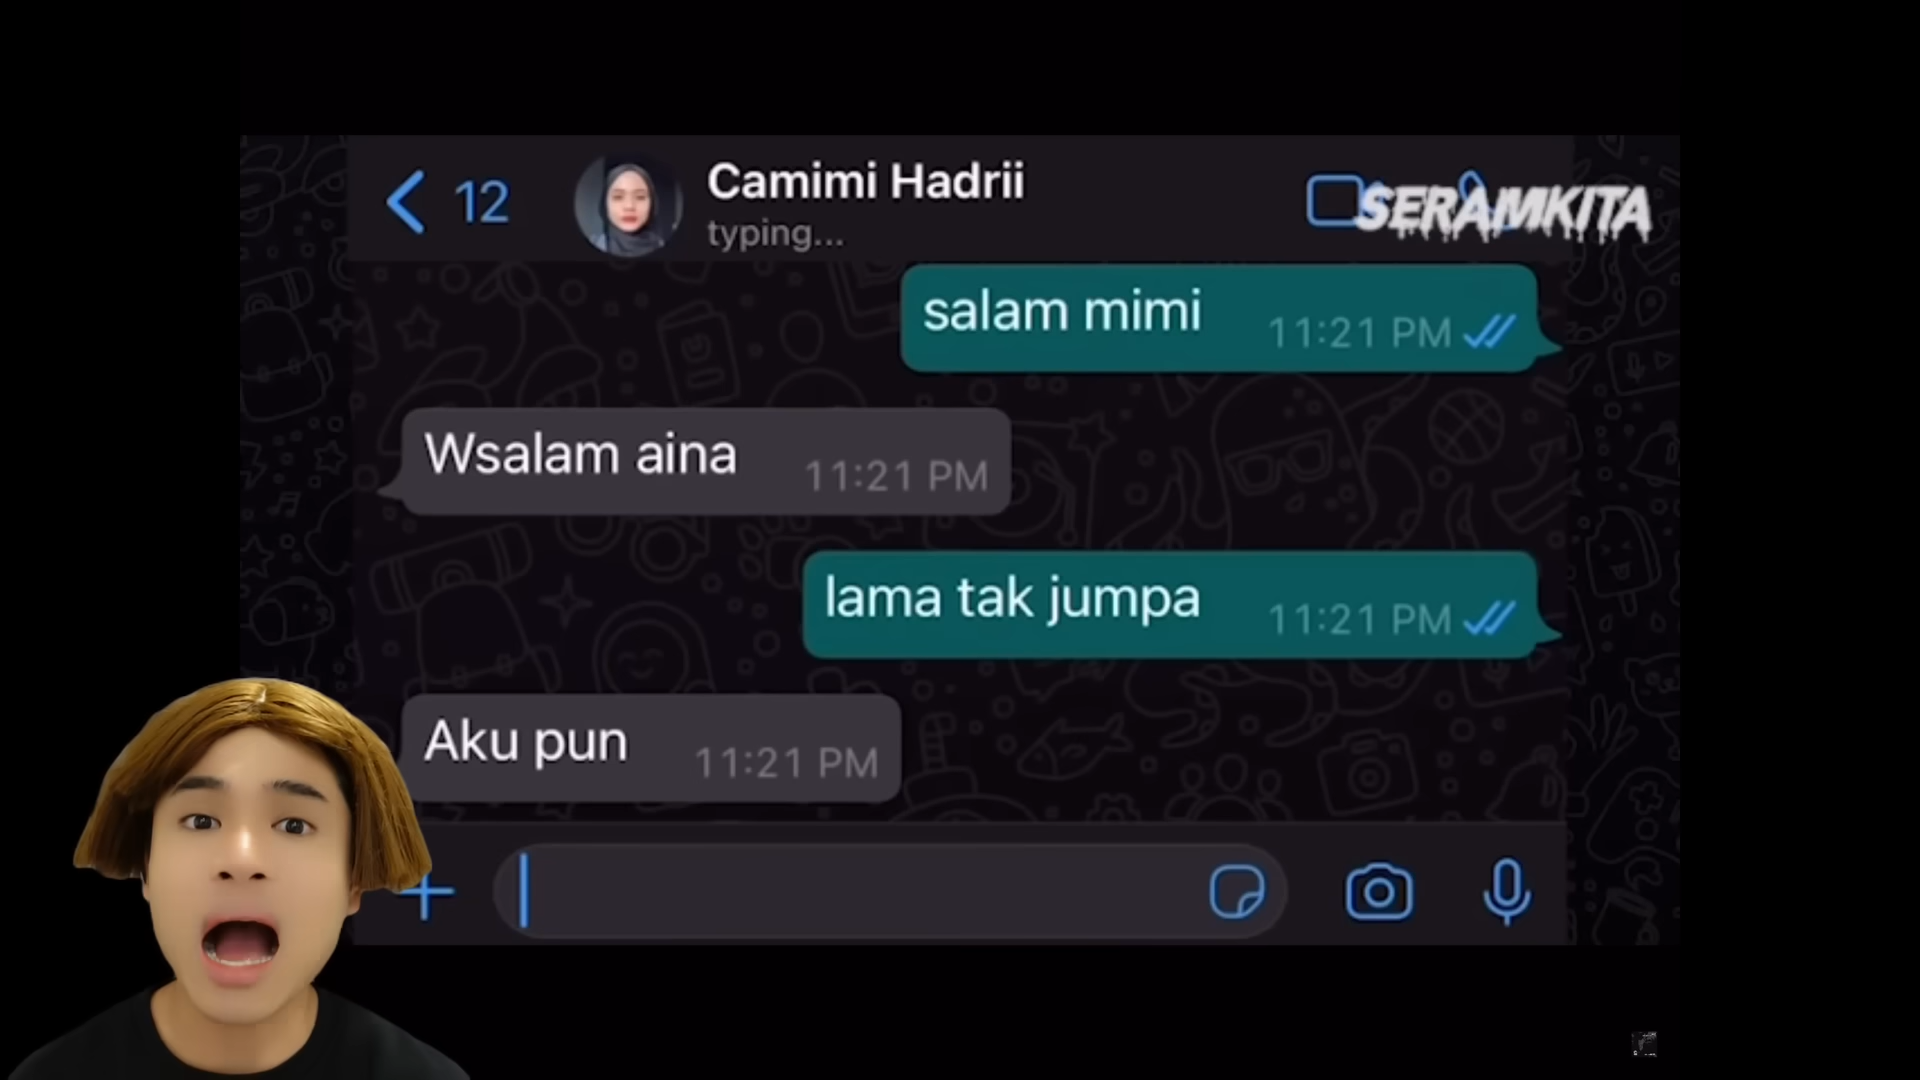 12
Camimi Hadrii
typing...
SERAMKITA
salam mimi
11:21 PM
Wsalam aina
11:21 PM
lama tak jumpa
11:21 PM
Aku pun
11:21 PM